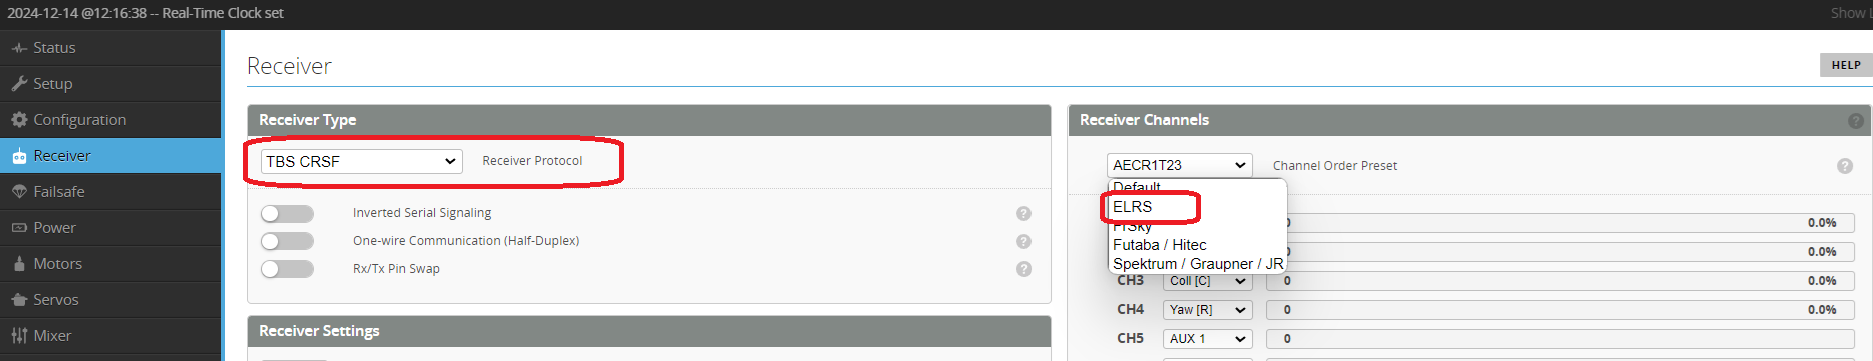 2024-12-14 @12:16:38 -- Real-Time Clock set
Show
Status
Setup
Configuration
Receiver
Failsafe
Power
Motors
Servos
Mixer
Receiver
HELP
Receiver Type
TBS CRSF
Receiver Protocol
Inverted Serial Signaling
One-wire Communication (Half-Duplex)
Rx/Tx Pin Swap
Receiver Settings
Receiver Channels
AECR1T23
Channel Order Preset
Default
ELRS
FrSky
Futaba / Hitec
Spektrum / Graupner / JR
0 0.0%
0.0%
CH3 Coll [C] 0 0.0%
CH4 Yaw [R] 0 0.0%
CH5 AUX 1 0